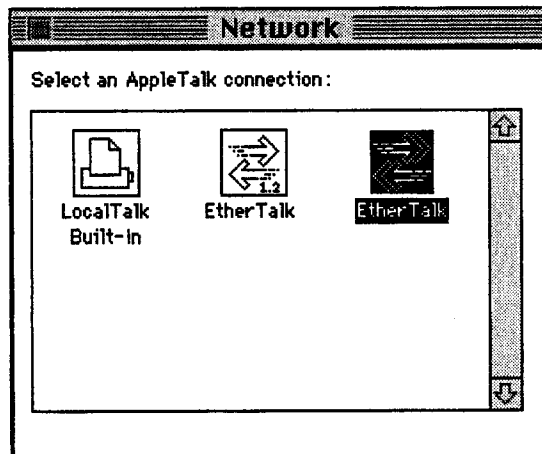 Network
Select an AppleTalk connection:
1.2
LocalTalk
Built-In
EtherTalk
EtherTalk